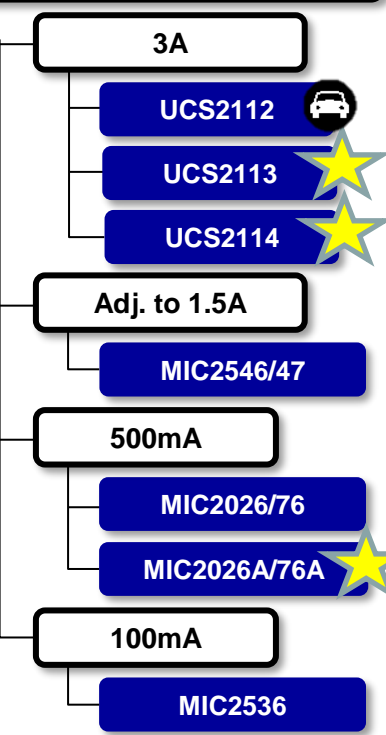 3A
UCS2112
UCS2113
UCS2114
Adj. to 1.5A
MIC2546/47
500mA
MIC2026/76
MIC2026A/76A
100mA
MIC2536